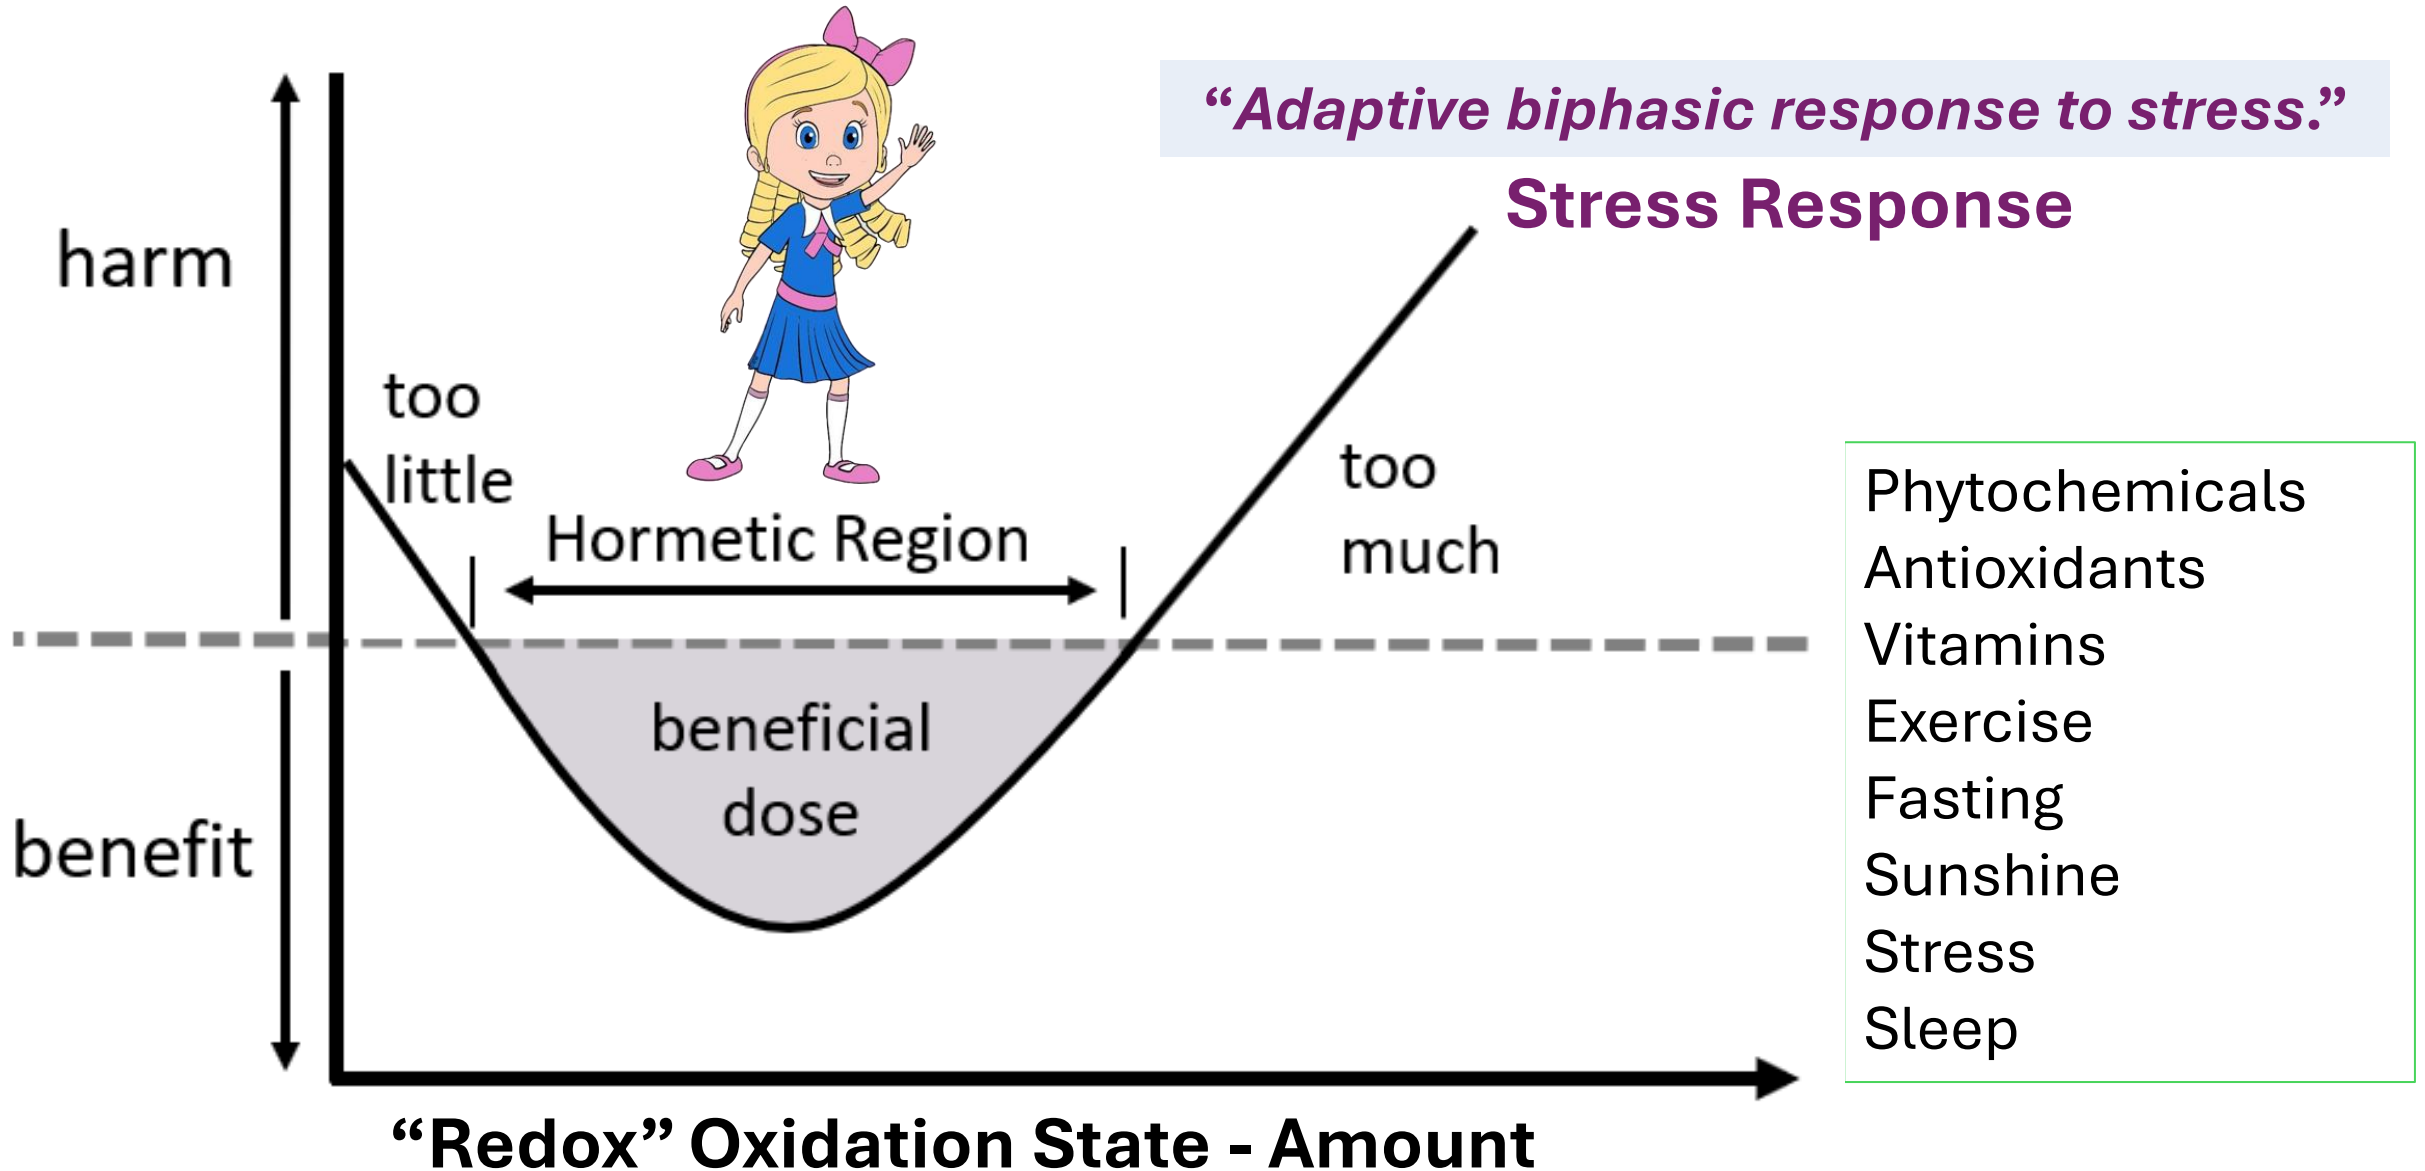 “Adaptive biphasic response to stress.”
Stress Response
harm
too
little
Hormetic Region
too
much
beneficial
dose
benefit
Phytochemicals
Antioxidants
Vitamins
Exercise
Fasting
Sunshine
Stress
Sleep
“Redox” Oxidation State - Amount